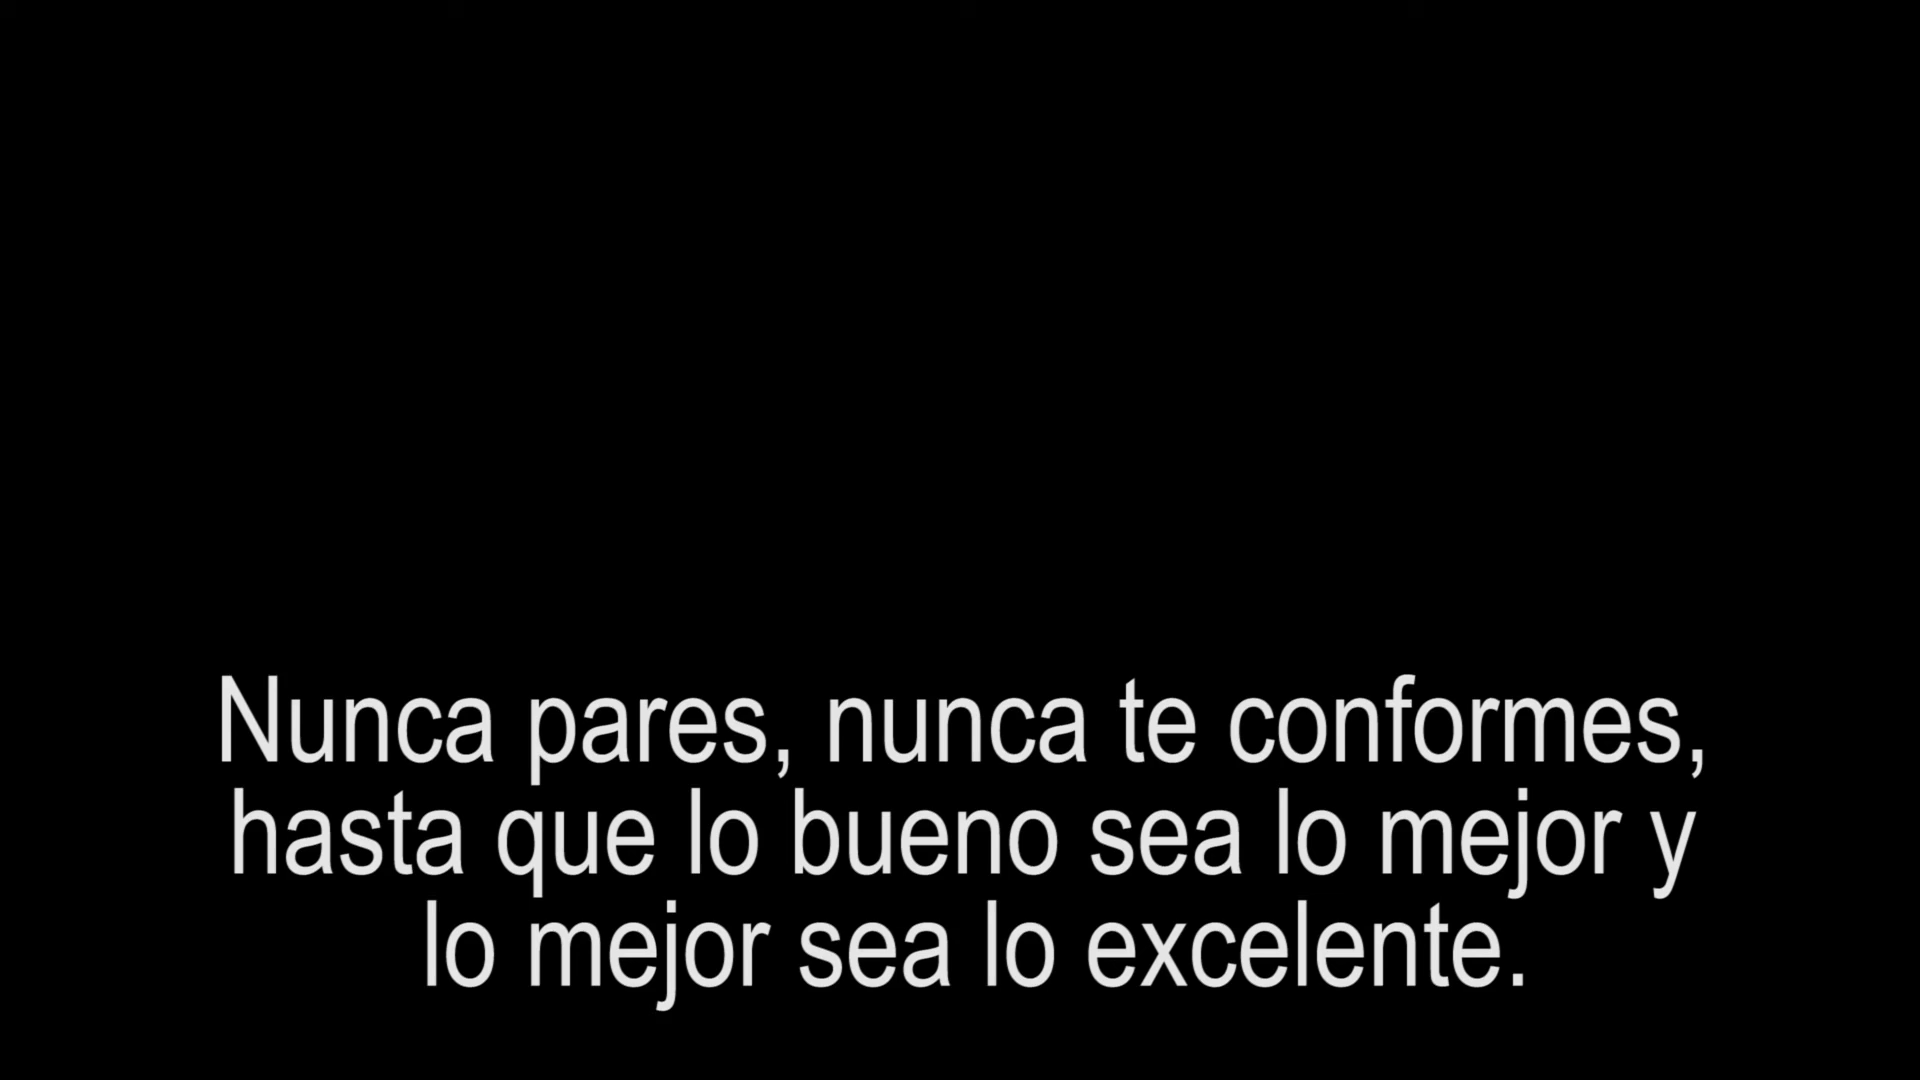 Nunca pares, nunca te conformes,
hasta que lo bueno sea lo mejor y
lo mejor sea lo excelente.